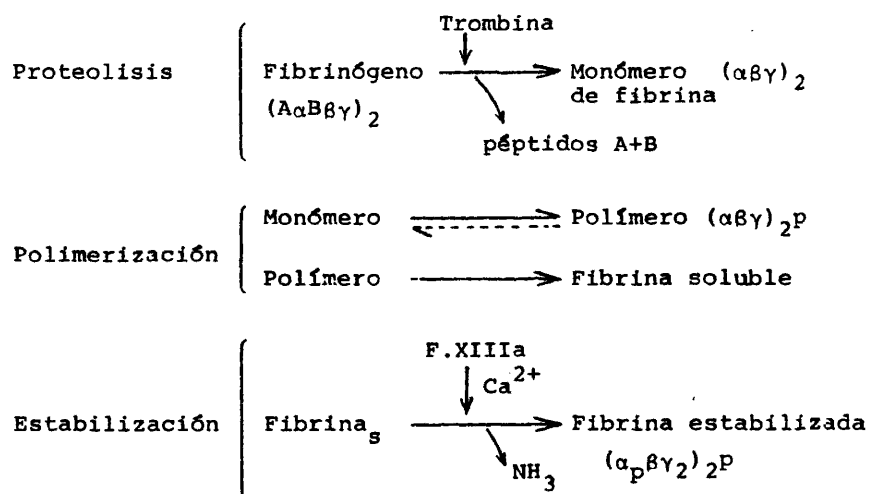 Trombina
Proteolisis Fibrinógeno Monómero (αβγ)₂
de fibrina
(AαBβγ)₂
péptidos A+B
Monómero Polímero (αβγ)₂p
Polimerización
Polímero Fibrina soluble
F.XIIIa
Ca²⁺
Estabilización Fibrinaₛ Fibrina estabilizada
NH₃ (αₚβγ₂)₂p